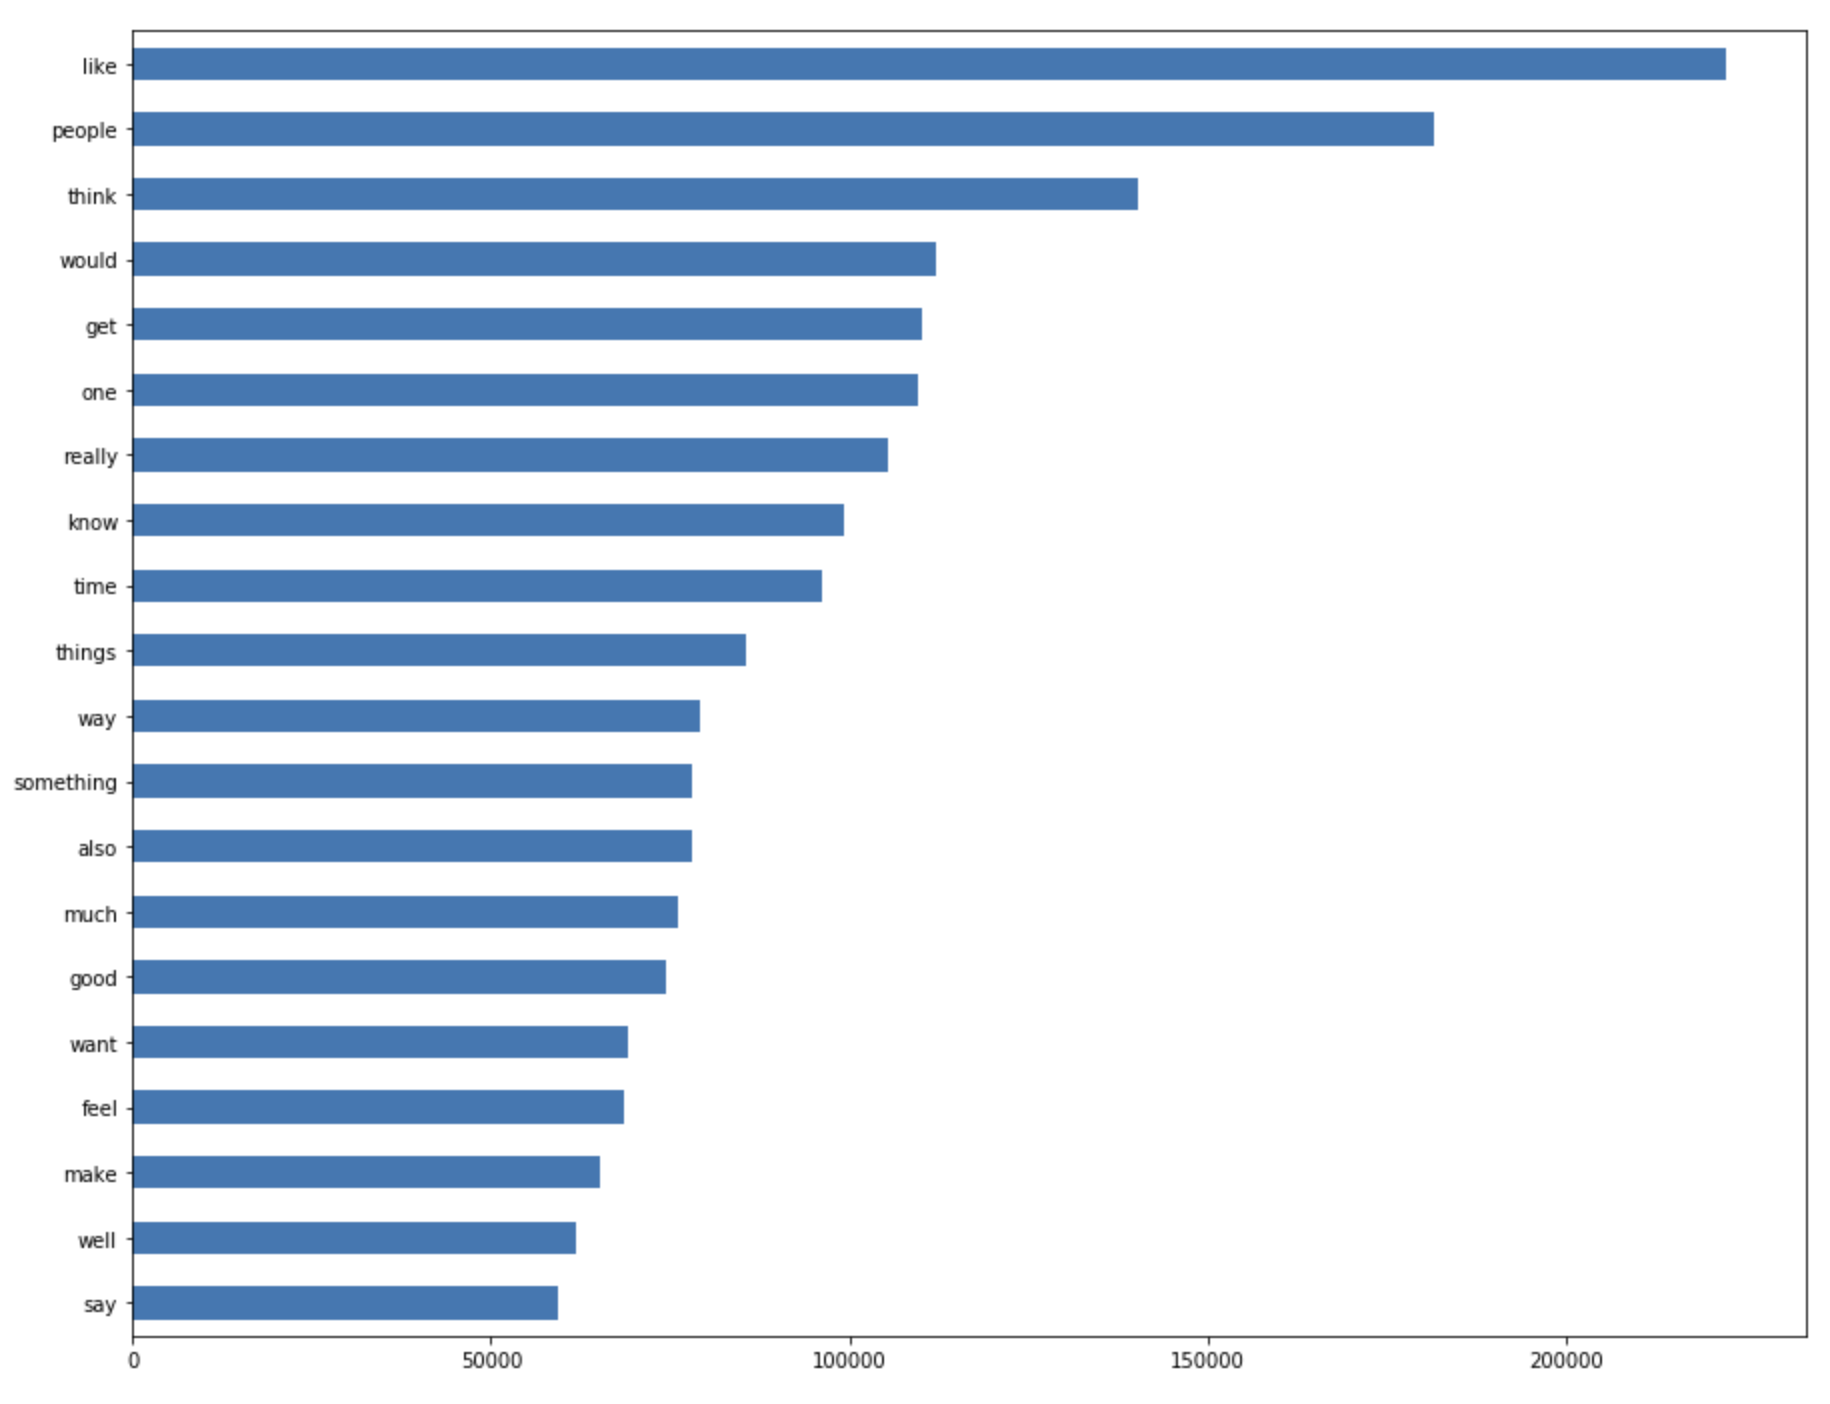 like
people
think
would
get
one
really
know
time
things
way
something
also
much
good
want
feel
make
well
say
0 50000 100000 150000 200000